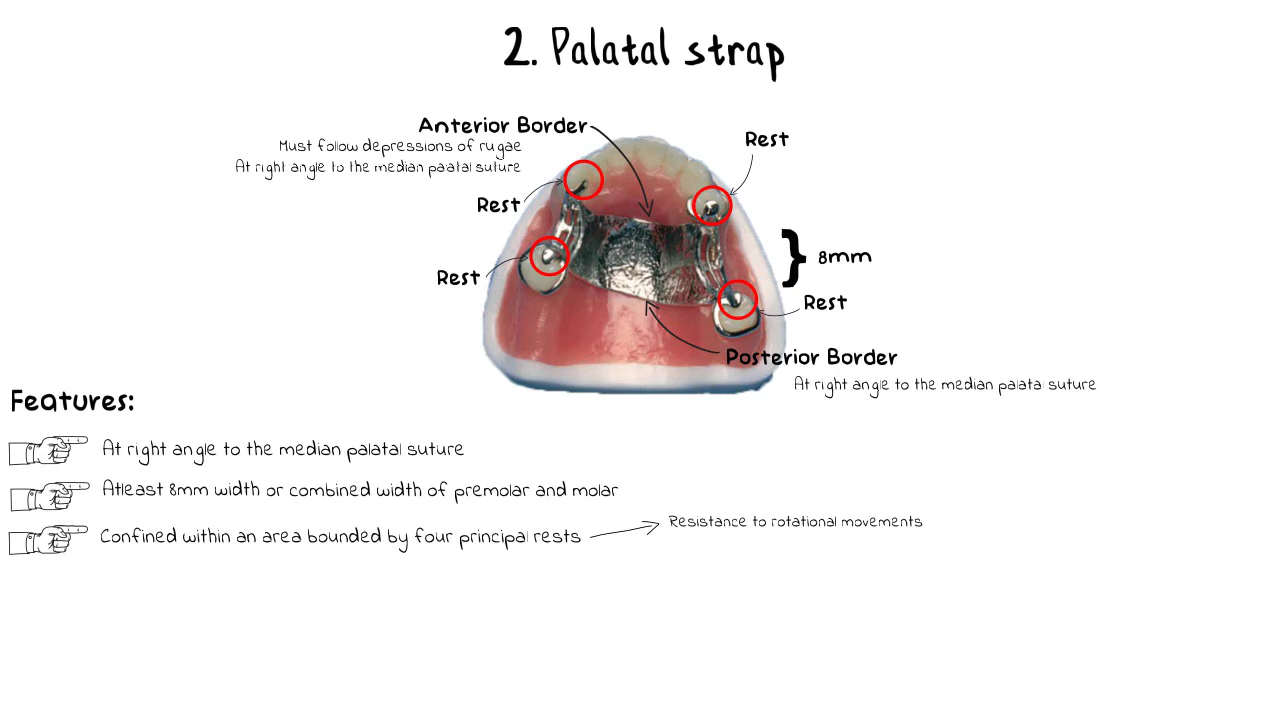 2. Palatal strap
Anterior Border
Must follow depressions of rugae
At right angle to the median paatal suture
Rest
Rest
Rest
8mm
Rest
Posterior Border
At right angle to the median palatal suture
Features:
At right angle to the median palatal suture
Atleast 8mm width or combined width of premolar and molar
Confined within an area bounded by four principal rests
Resistance to rotational movements